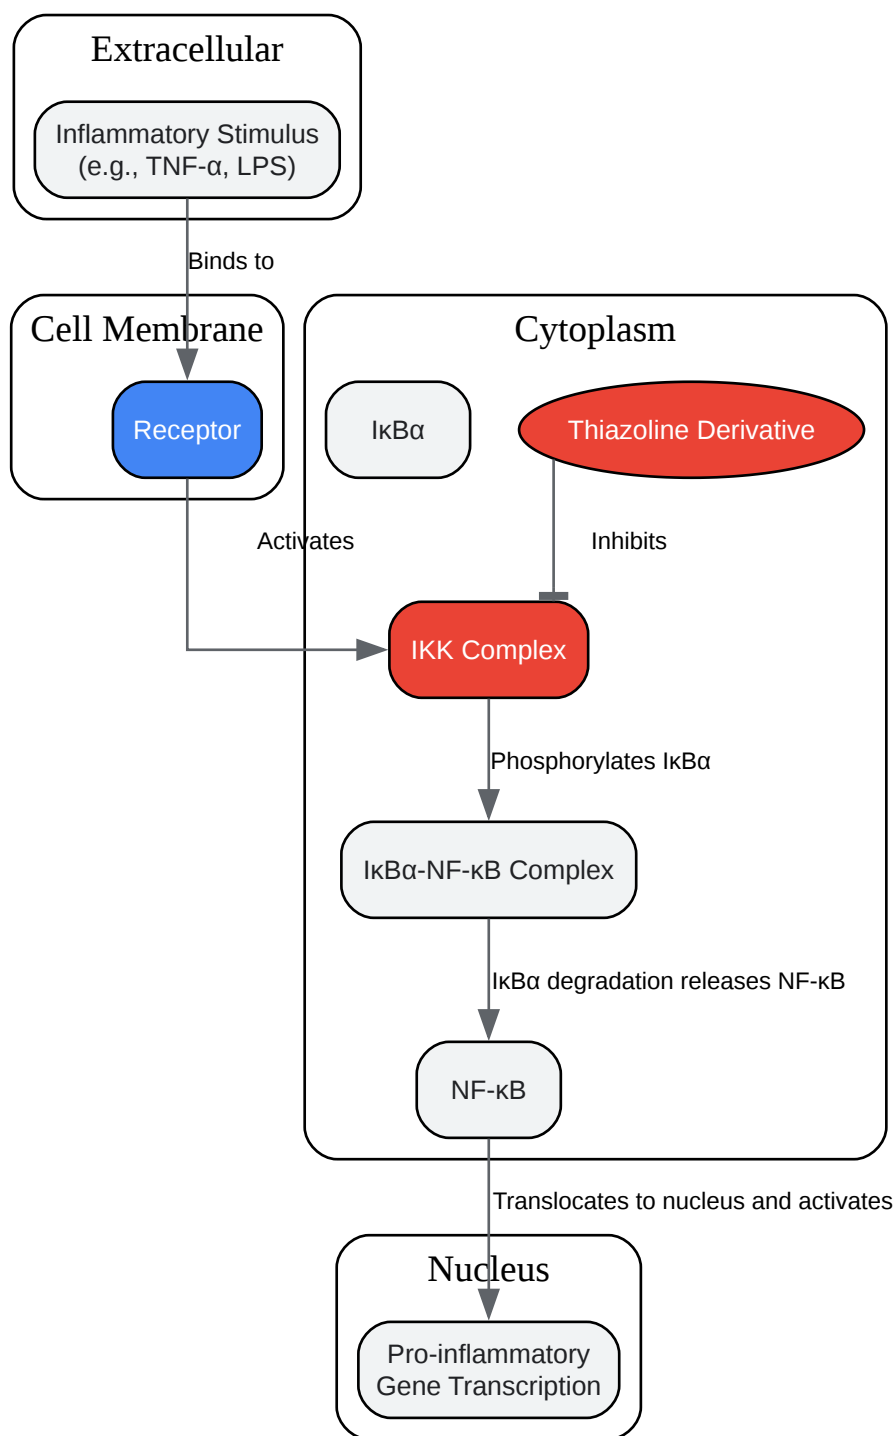 Extracellular
Inflammatory Stimulus
(e.g., TNF-α, LPS)
Binds to
Cell Membrane
Cytoplasm
Receptor
IκBα
Thiazoline Derivative
Activates
Inhibits
IKK Complex
Phosphorylates IκBα
IκBα-NF-κB Complex
IκBα degradation releases NF-κB
NF-κB
Translocates to nucleus and activates
Nucleus
Pro-inflammatory
Gene Transcription